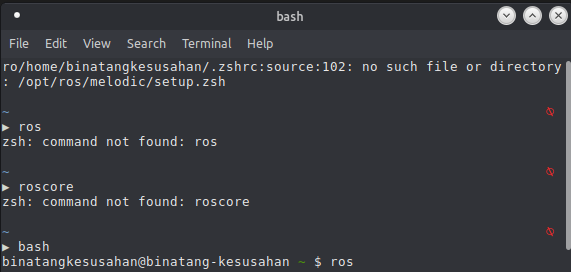 bash
File Edit View Search Terminal Help
ro/home/binatangkesusahan/.zshrc:source:102: no such file or directory
: /opt/ros/melodic/setup.zsh
~
▶ ros
zsh: command not found: ros
~
▶ roscore
zsh: command not found: roscore
~
▶ bash
binatangkesusahan@binatang-kesusahan ~ $ ros